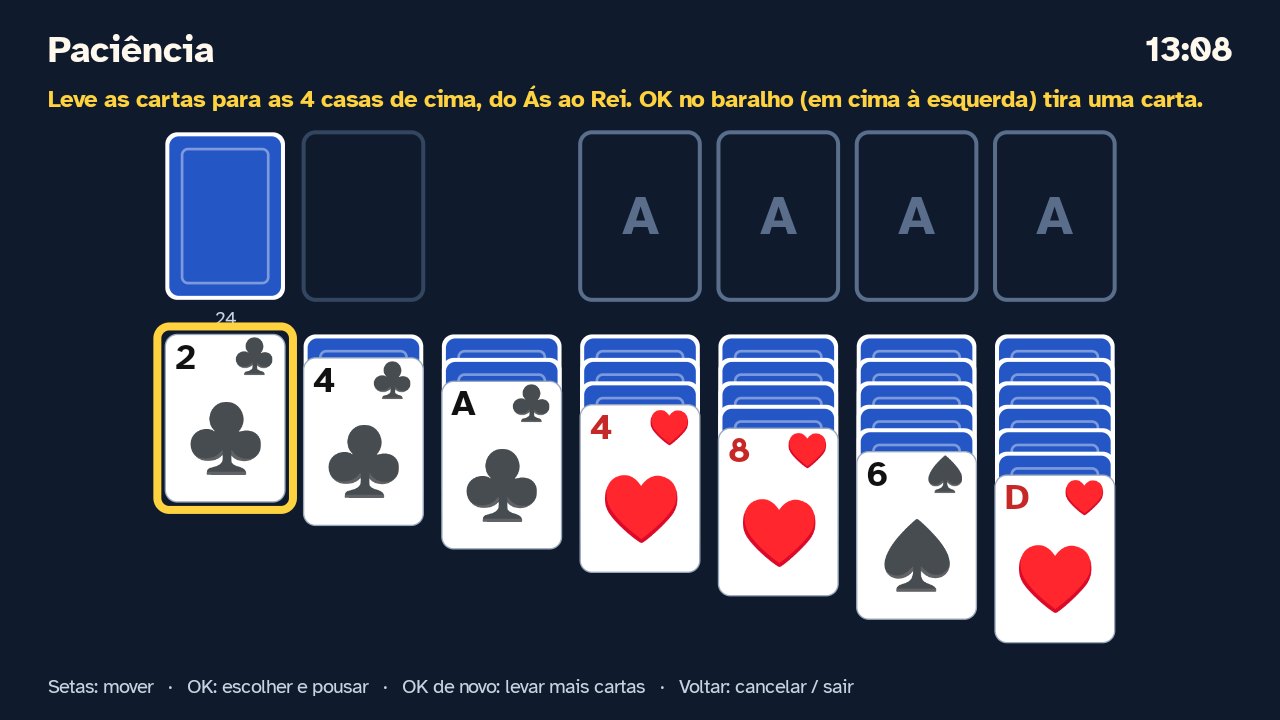 Paciência
13:08
Leve as cartas para as 4 casas de cima, do Ás ao Rei. OK no baralho (em cima à esquerda) tira uma carta.
A A A A
24
2 4 A 4 8 6 D
Setas: mover · OK: escolher e pousar · OK de novo: levar mais cartas · Voltar: cancelar / sair